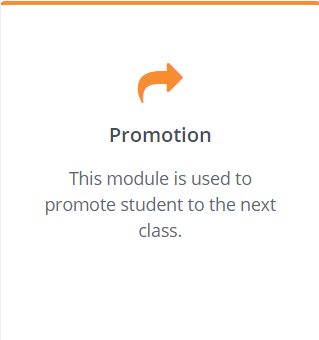 Promotion
This module is used to
promote student to the next
class.